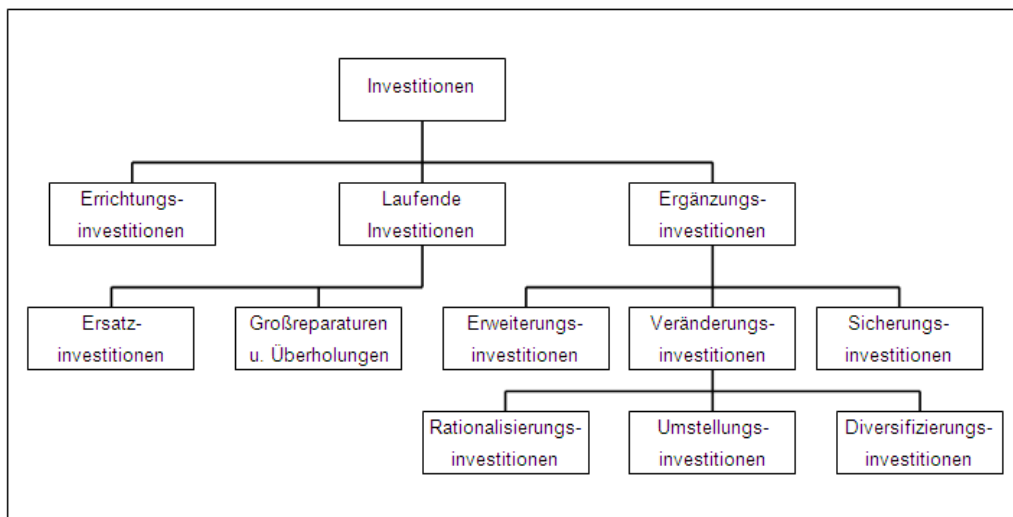 Investitionen
Errichtungs-
investitionen
Laufende
Investitionen
Ergänzungs-
investitionen
Ersatz-
investitionen
Großreparaturen
u. Überholungen
Erweiterungs-
investitionen
Veränderungs-
investitionen
Sicherungs-
investitionen
Rationalisierungs-
investitionen
Umstellungs-
investitionen
Diversifizierungs-
investitionen